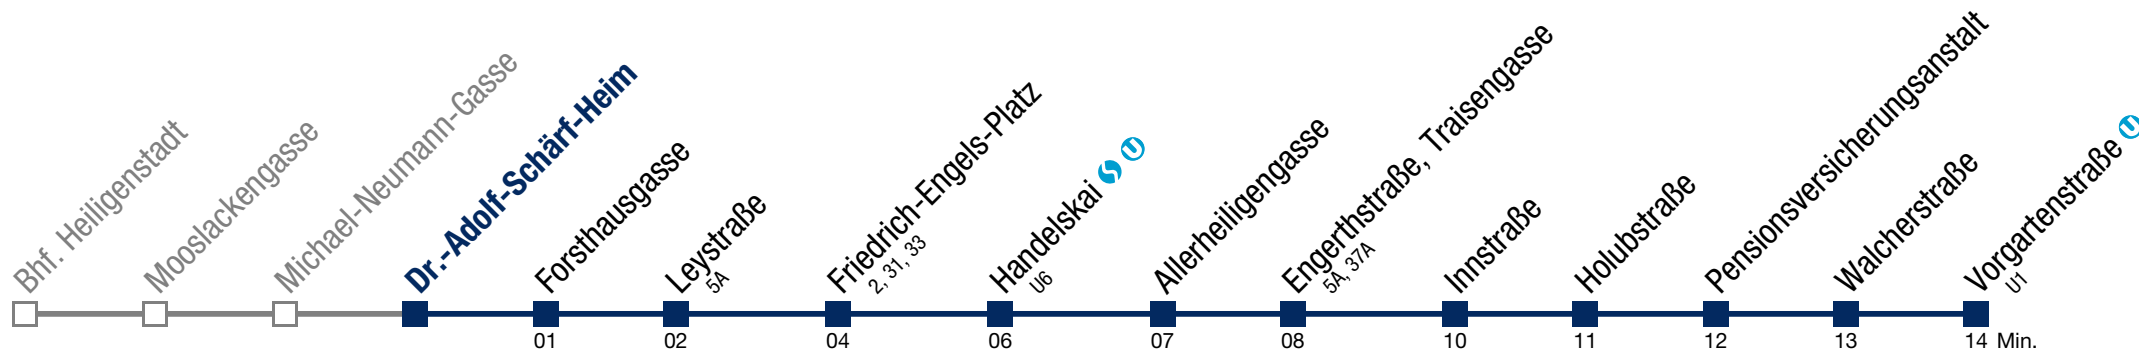 Bhf. Heiligenstadt
Mooslackengasse
Michael-Neumann-Gasse
Dr.-Adolf-Schärf-Heim
Forsthausgasse
Leystraße
5A
Friedrich-Engels-Platz
2, 31, 33
Handelskai S U
U6
Allerheiligengasse
Engerthstraße, Traisengasse
5A, 37A
Innstraße
Holubstraße
Pensionsversicherungsanstalt
Walcherstraße
Vorgartenstraße U
U1
01 02 04 06 07 08 10 11 12 13 14 Min.